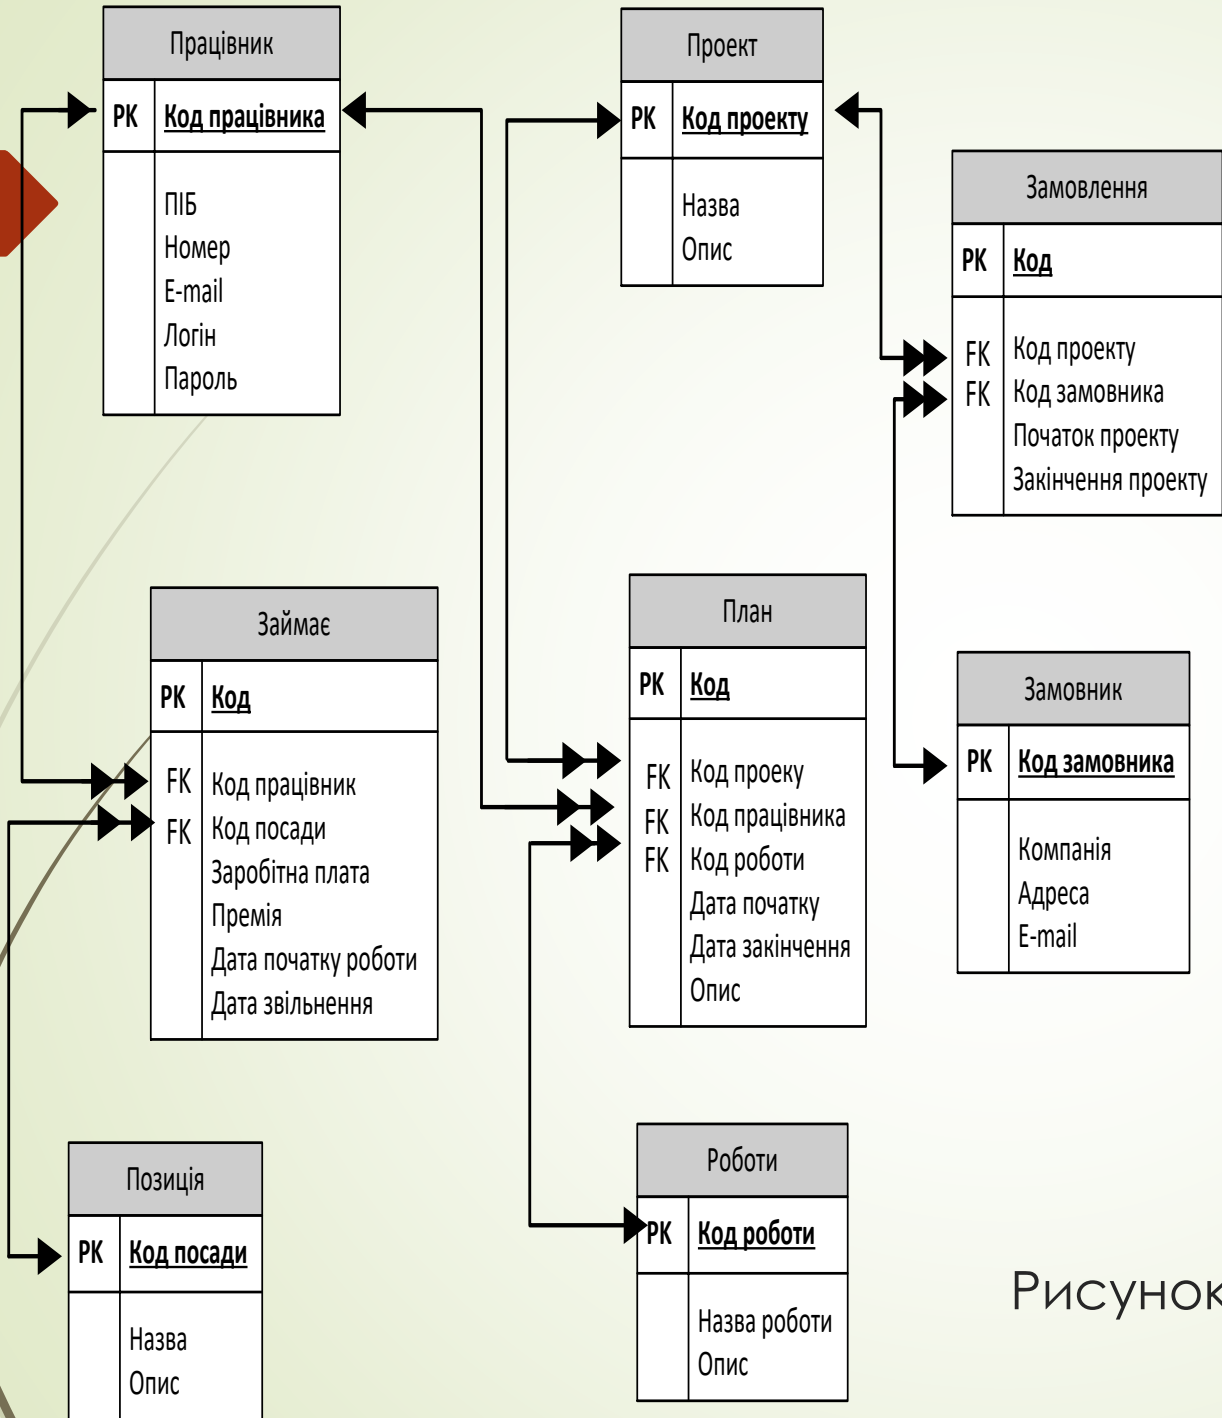 Працівник
PK Код працівника
ПІБ
Номер
E-mail
Логін
Пароль
Проект
PK Код проекту
Назва
Опис
Замовлення
PK Код
FK Код проекту
FK Код замовника
Початок проекту
Закінчення проекту
Займає
PK Код
FK Код працівник
FK Код посади
Заробітна плата
Премія
Дата початку роботи
Дата звільнення
План
PK Код
FK Код проеку
FK Код працівника
FK Код роботи
Дата початку
Дата закінчення
Опис
Замовник
PK Код замовника
Компанія
Адреса
E-mail
Позиція
PK Код посади
Назва
Опис
Роботи
PK Код роботи
Назва роботи
Опис
Рисунок